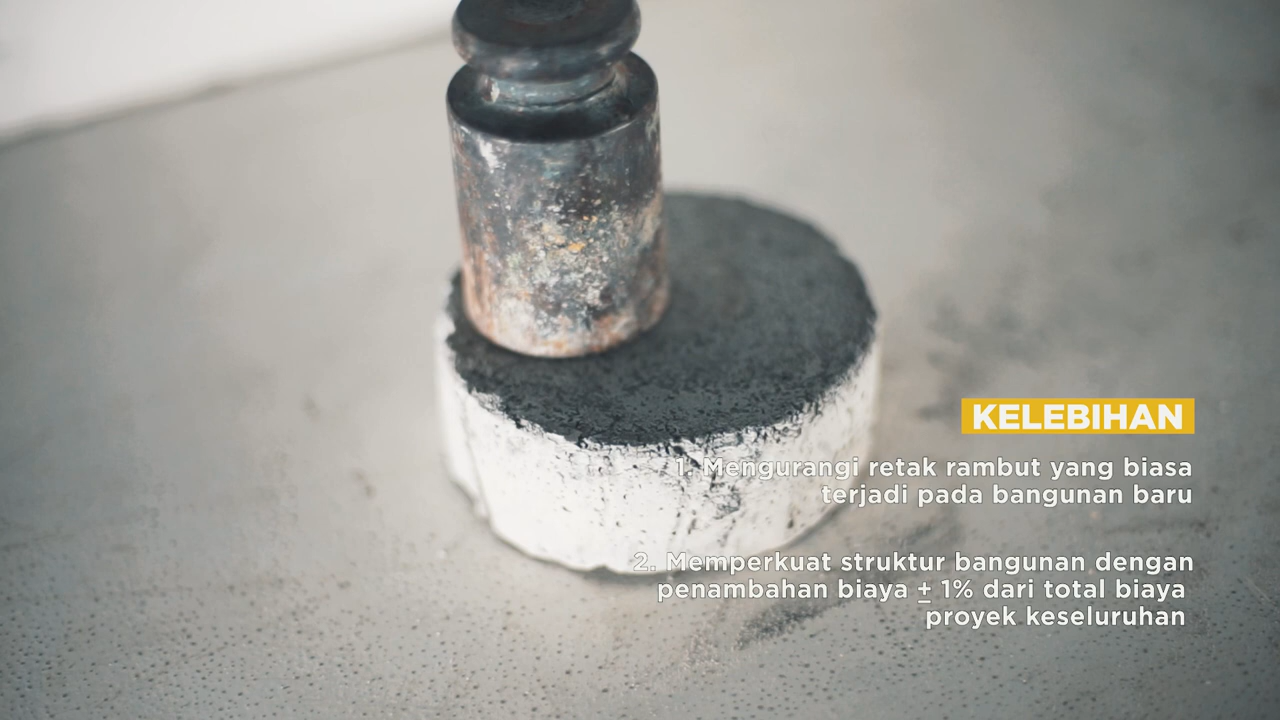 KELEBIHAN
1. Mengurangi retak rambut yang biasa
terjadi pada bangunan baru
2. Memperkuat struktur bangunan dengan
penambahan biaya ± 1% dari total biaya
proyek keseluruhan